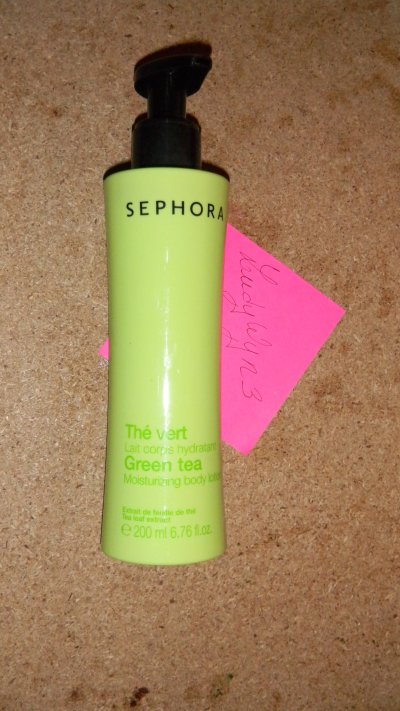 SEPHORA
Thé vert
Lait corps hydratant
Green tea
Moisturizing body lotion
Extrait de feuille de thé
Tea leaf extract
℮ 200 ml 6.76 fl.oz.